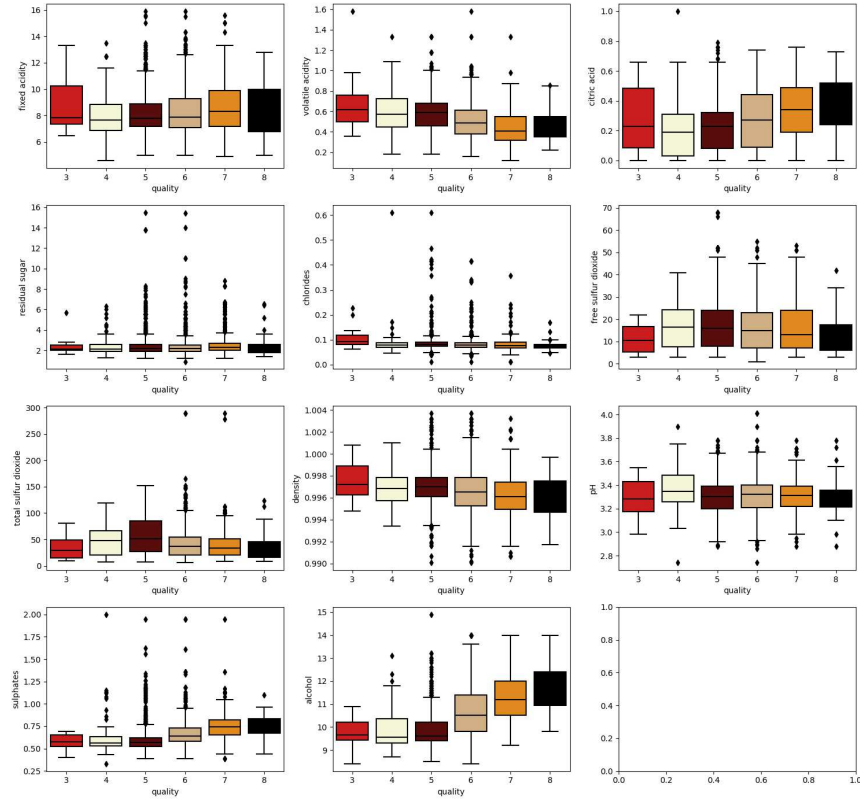 16
14
12
10
8
6
fixed acidity
3 4 5 6 7 8
quality
1.6
1.4
1.2
1.0
0.8
0.6
0.4
0.2
volatile acidity
3 4 5 6 7 8
quality
1.0
0.8
0.6
0.4
0.2
0.0
citric acid
3 4 5 6 7 8
quality
16
14
12
10
8
6
4
2
residual sugar
3 4 5 6 7 8
quality
0.6
0.5
0.4
0.3
0.2
0.1
0.0
chlorides
3 4 5 6 7 8
quality
70
60
50
40
30
20
10
0
free sulfur dioxide
3 4 5 6 7 8
quality
300
250
200
150
100
50
0
total sulfur dioxide
3 4 5 6 7 8
quality
1.004
1.002
1.000
0.998
0.996
0.994
0.992
0.990
density
3 4 5 6 7 8
quality
4.0
3.8
3.6
3.4
3.2
3.0
2.8
pH
3 4 5 6 7 8
quality
2.00
1.75
1.50
1.25
1.00
0.75
0.50
0.25
sulphates
3 4 5 6 7 8
quality
15
14
13
12
11
10
9
alcohol
3 4 5 6 7 8
quality
1.0
0.8
0.6
0.4
0.2
0.0
0.0 0.2 0.4 0.6 0.8 1.0